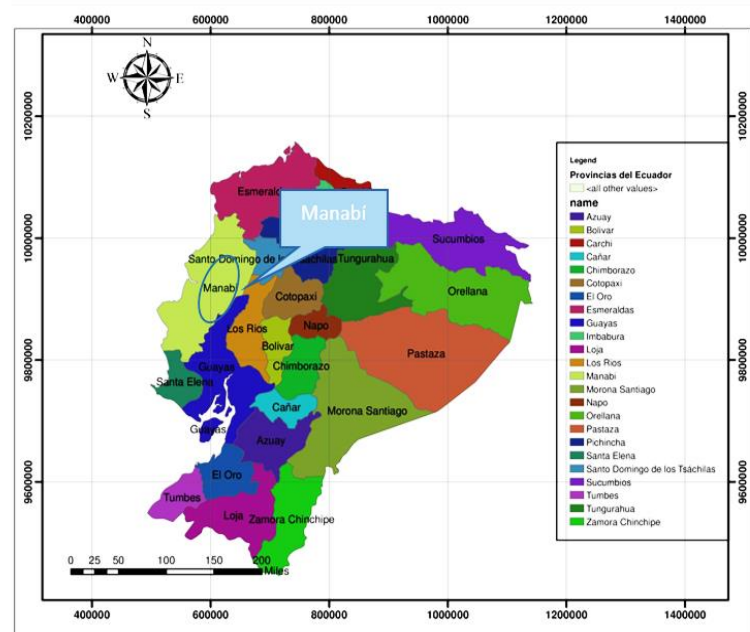 400000 600000 800000 1000000 1200000 1400000
N
W E
S
10200000
10000000
9800000
9600000
10200000
10000000
9800000
9600000
Esmeralda
Manabí
Sucumbios
Santo Domingo de los Tsáchilas
Tungurahua
Manabí
Cotopaxi
Orellana
Los Rios
Napo
Bolivar
Pastaza
Guayas
Chimborazo
Santa Elena
Cañar
Morona Santiago
Guayas
Azuay
El Oro
Tumbes
Loja
Zamora Chinchipe
0 25 50 100 150 200
Miles
Legend
Provincias del Ecuador
<all other values>
name
Azuay
Bolivar
Carchi
Cañar
Chimborazo
Cotopaxi
El Oro
Esmeraldas
Guayas
Imbabura
Loja
Los Rios
Manabi
Morona Santiago
Napo
Orellana
Pastaza
Pichincha
Santa Elena
Santo Domingo de los Tsáchilas
Sucumbios
Tumbes
Tungurahua
Zamora Chinchipe
400000 600000 800000 1000000 1200000 1400000